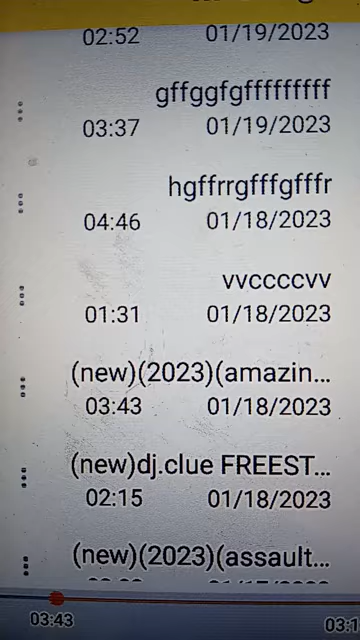 02:52 01/19/2023
gffggfgfffffffff
03:37 01/19/2023
hgffrrgfffgfffr
04:46 01/18/2023
vvccccvv
01:31 01/18/2023
(new)(2023)(amazin...
03:43 01/18/2023
(new)dj.clue FREEST...
02:15 01/18/2023
(new)(2023)(assault...
03:43